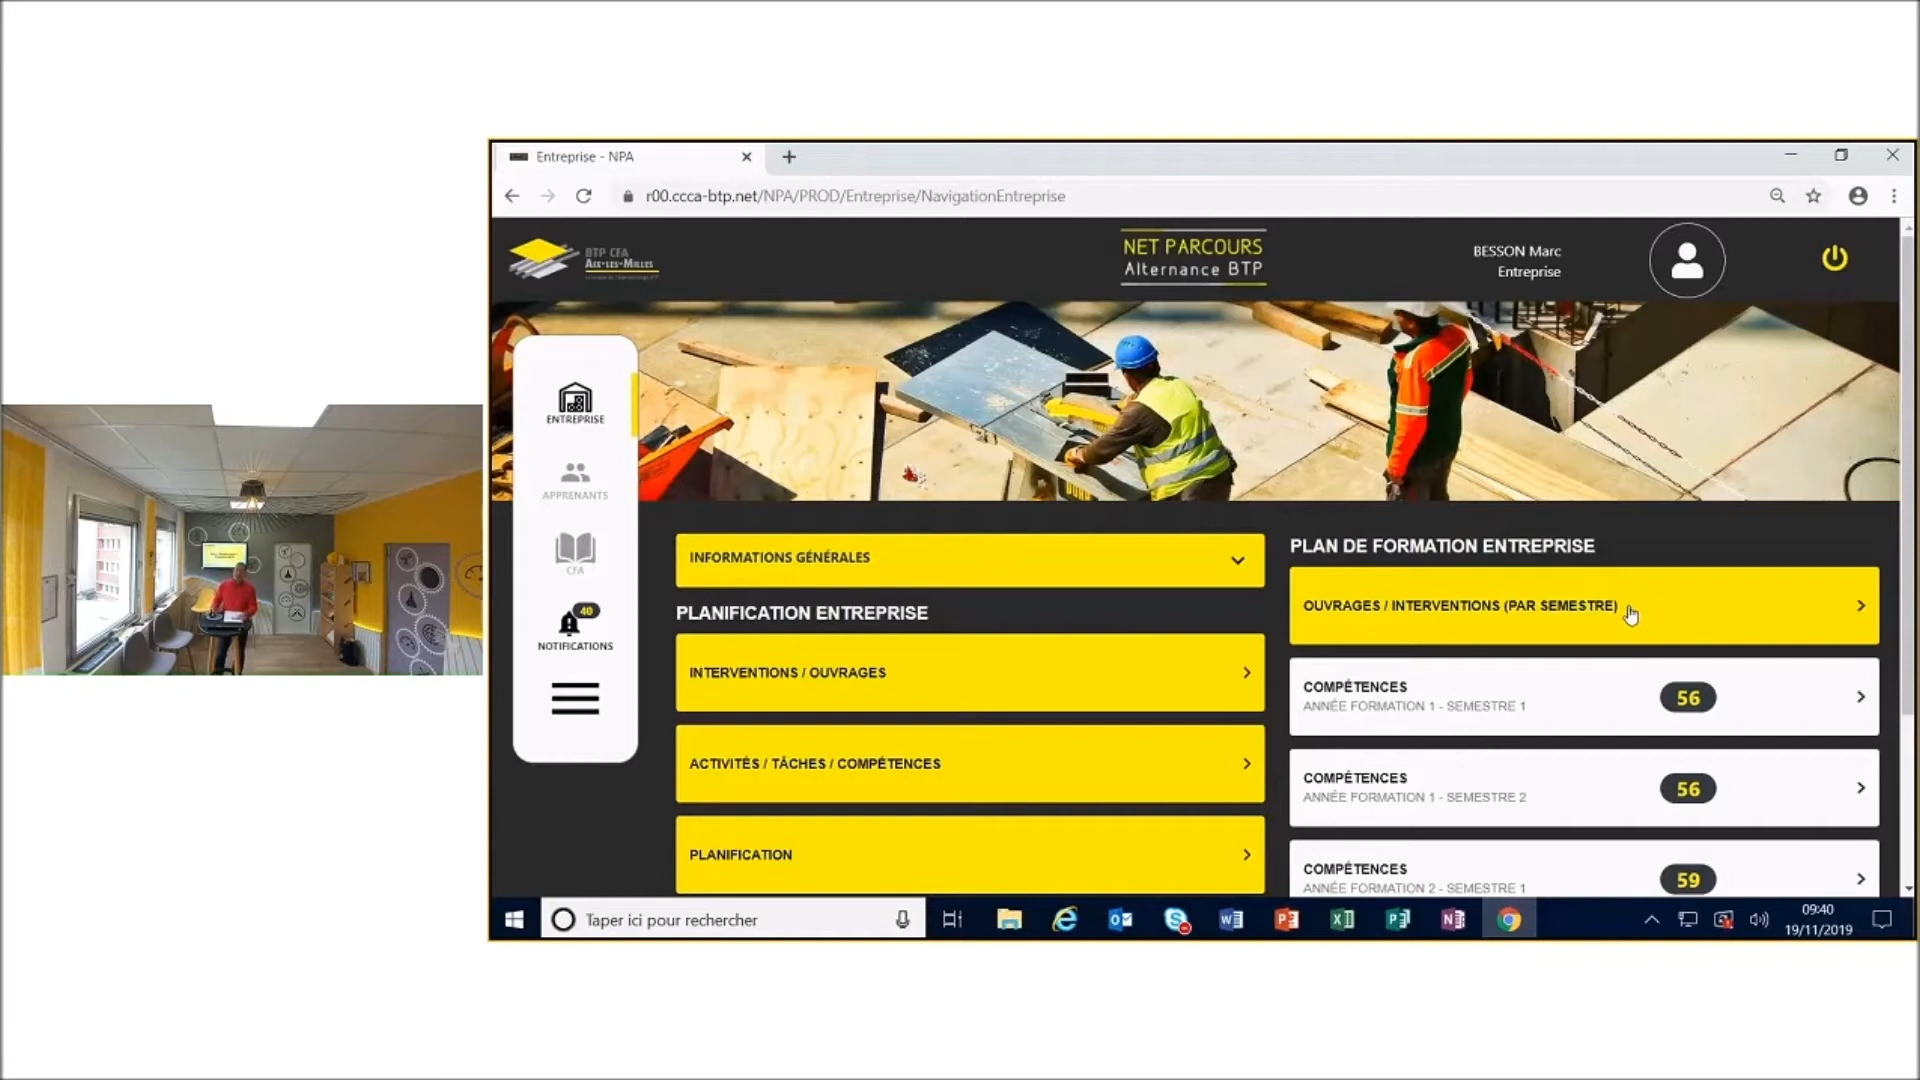 Entreprise - NPA
r00.ccca-btp.net/NPA/PROD/Entreprise/NavigationEntreprise
BTP CFA
AIX-LES-MILLES
NET PARCOURS
Alternance BTP
BESSON Marc
Entreprise
ENTREPRISE
APPRENANTS
CFA
40
NOTIFICATIONS
INFORMATIONS GÉNÉRALES
PLANIFICATION ENTREPRISE
INTERVENTIONS / OUVRAGES
ACTIVITÉS / TÂCHES / COMPÉTENCES
PLANIFICATION
PLAN DE FORMATION ENTREPRISE
OUVRAGES / INTERVENTIONS (PAR SEMESTRE)
COMPÉTENCES
ANNÉE FORMATION 1 - SEMESTRE 1
56
COMPÉTENCES
ANNÉE FORMATION 1 - SEMESTRE 2
56
COMPÉTENCES
ANNÉE FORMATION 2 - SEMESTRE 1
59
Taper ici pour rechercher
09:40
19/11/2019